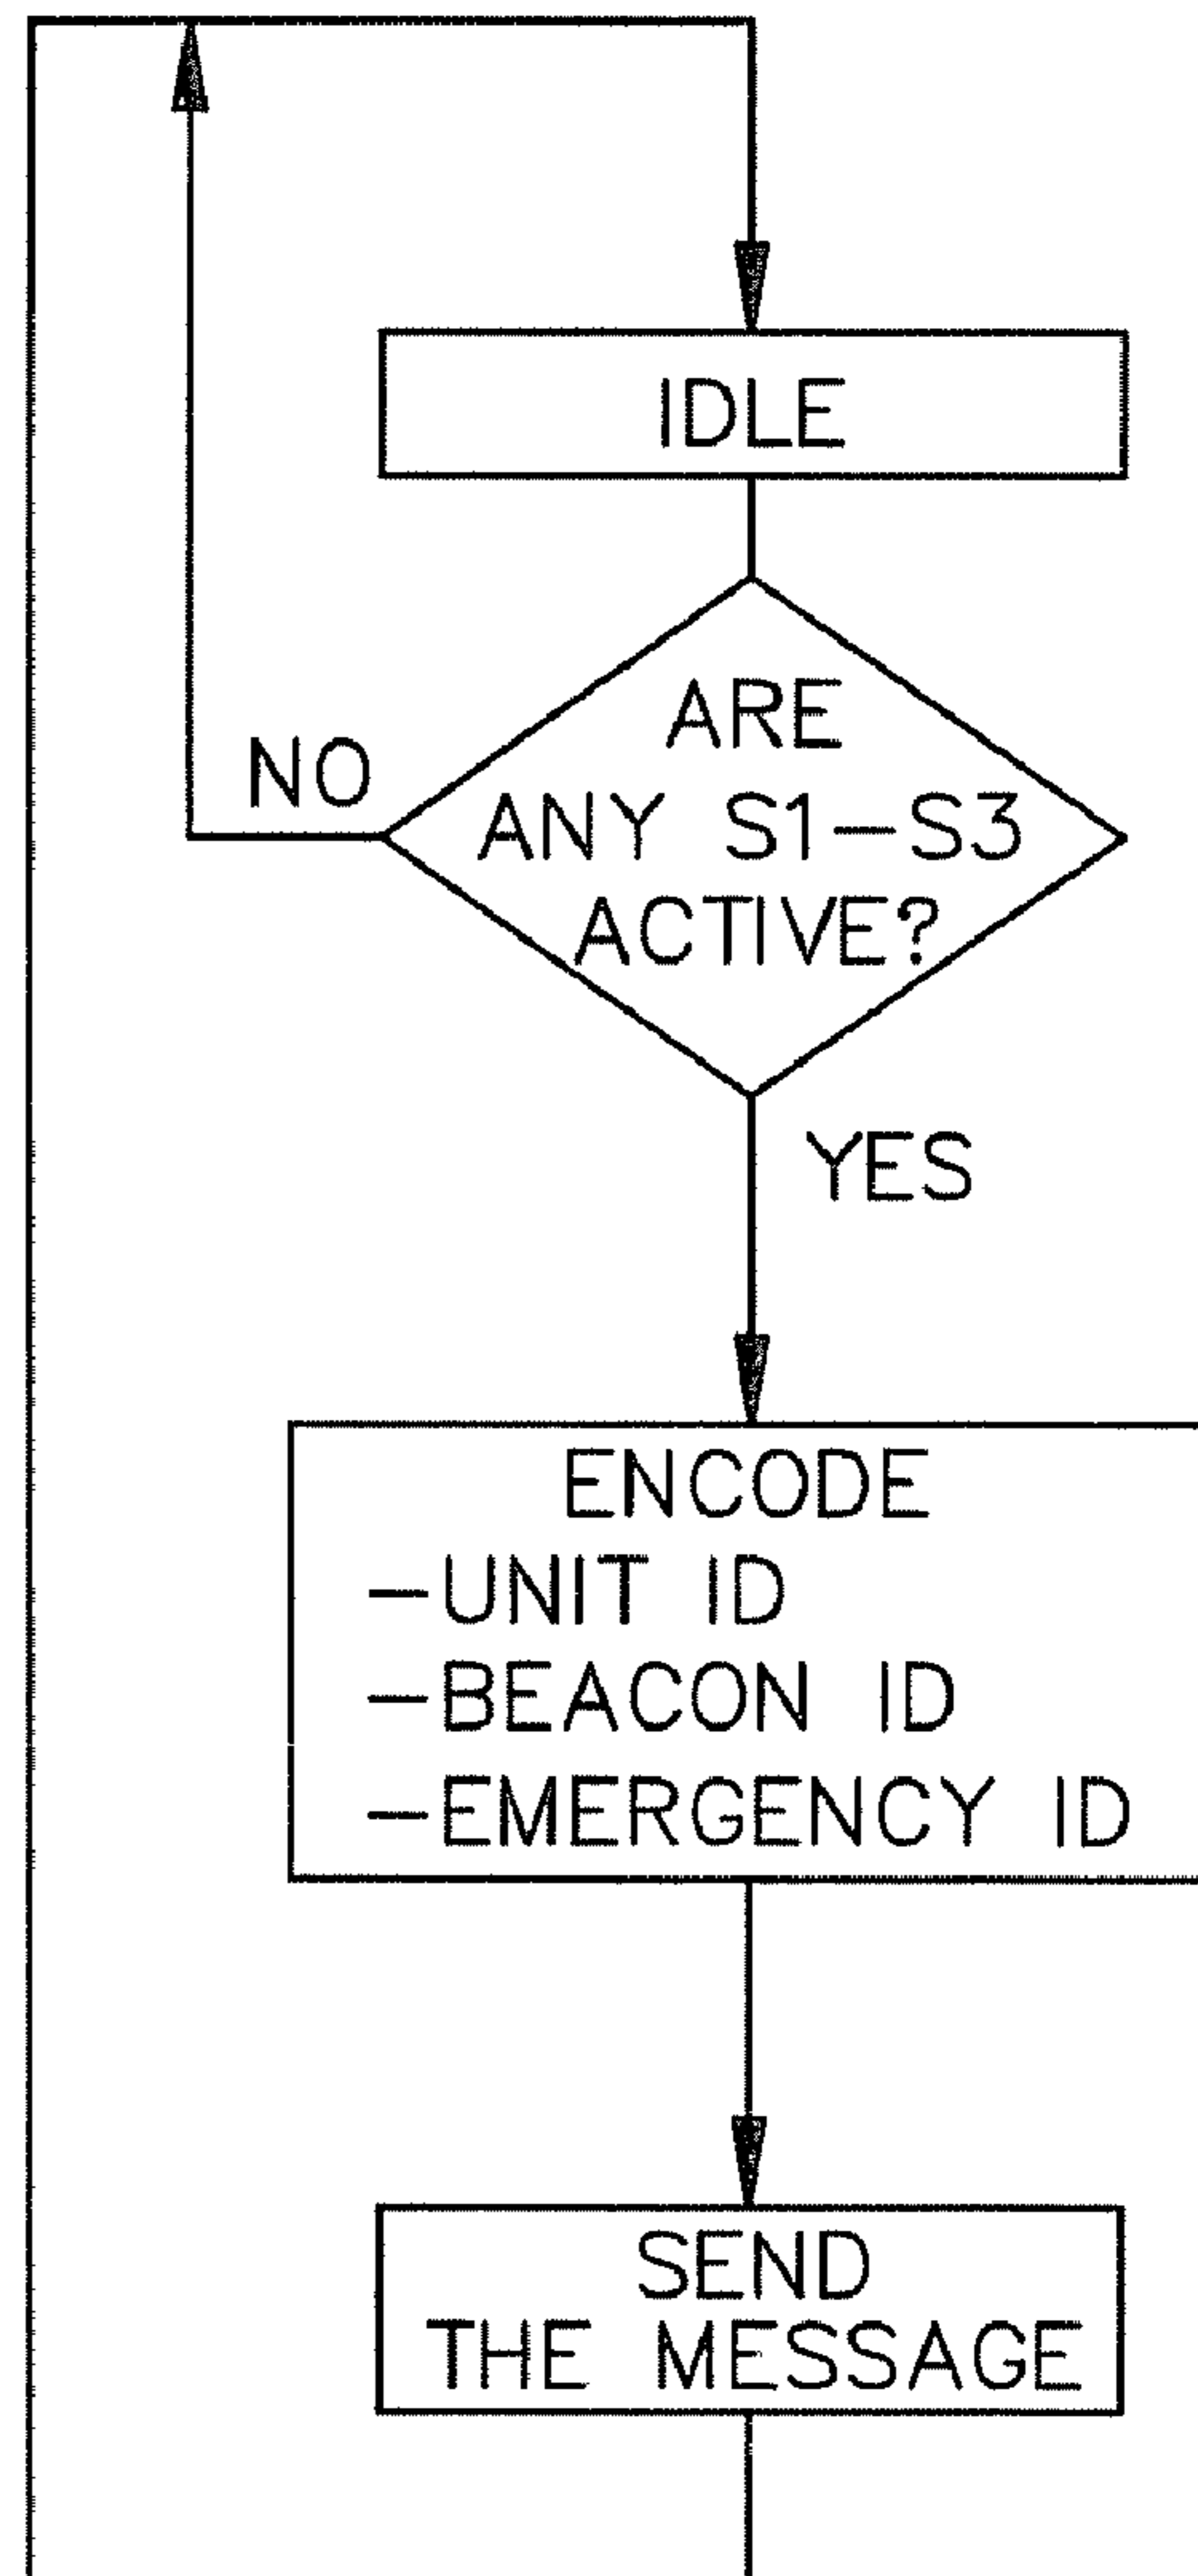 IDLE
ARE
ANY S1-S3
ACTIVE?
NO
YES
ENCODE
-UNIT ID
-BEACON ID
-EMERGENCY ID
SEND
THE MESSAGE